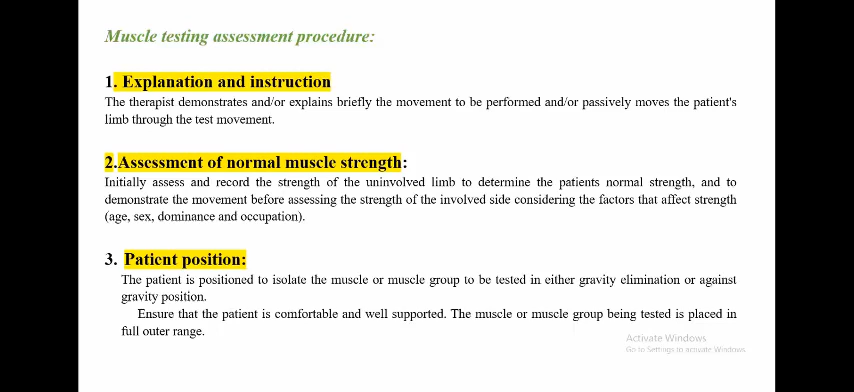 Muscle testing assessment procedure:
1. Explanation and instruction
The therapist demonstrates and/or explains briefly the movement to be performed and/or passively moves the patient's
limb through the test movement.
2.Assessment of normal muscle strength:
Initially assess and record the strength of the uninvolved limb to determine the patients normal strength, and to
demonstrate the movement before assessing the strength of the involved side considering the factors that affect strength
(age, sex, dominance and occupation).
3. Patient position:
The patient is positioned to isolate the muscle or muscle group to be tested in either gravity elimination or against
gravity position.
Ensure that the patient is comfortable and well supported. The muscle or muscle group being tested is placed in
full outer range.
Activate Windows
Go to Settings to activate Windows.